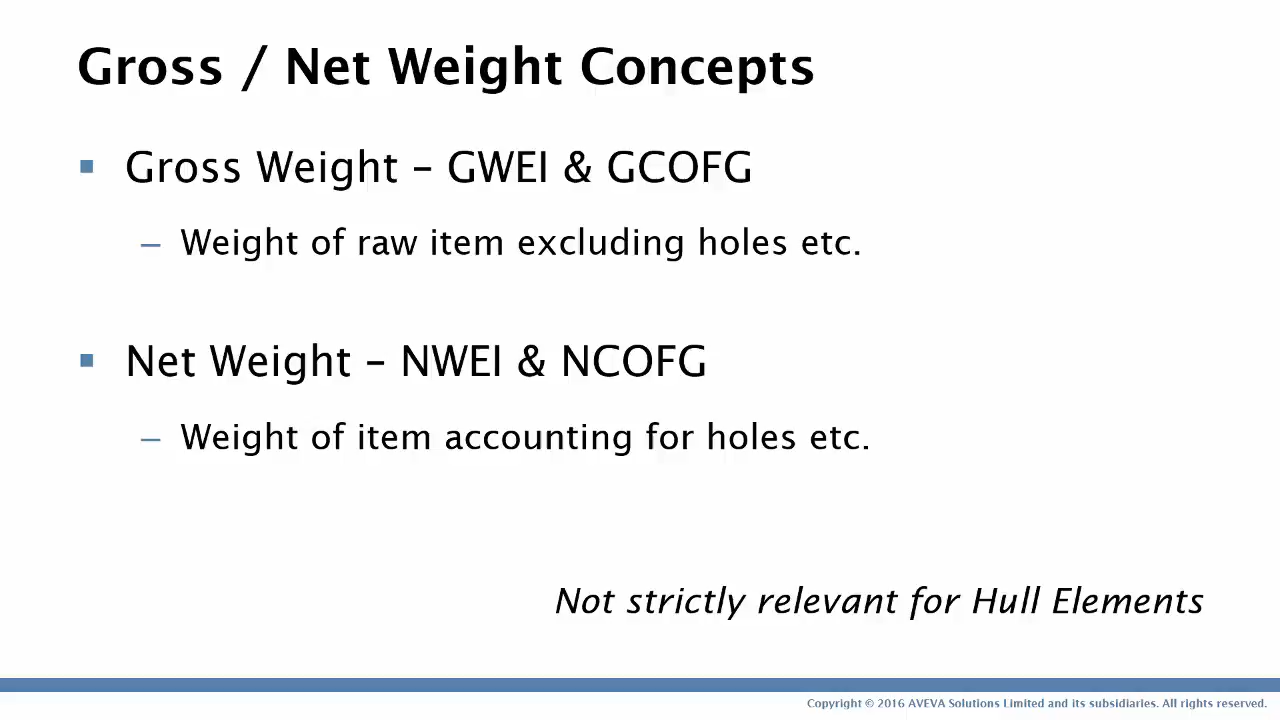 Gross / Net Weight Concepts
▪ Gross Weight – GWEI & GCOFG
– Weight of raw item excluding holes etc.
▪ Net Weight – NWEI & NCOFG
– Weight of item accounting for holes etc.
Not strictly relevant for Hull Elements
Copyright © 2016 AVEVA Solutions Limited and its subsidiaries. All rights reserved.